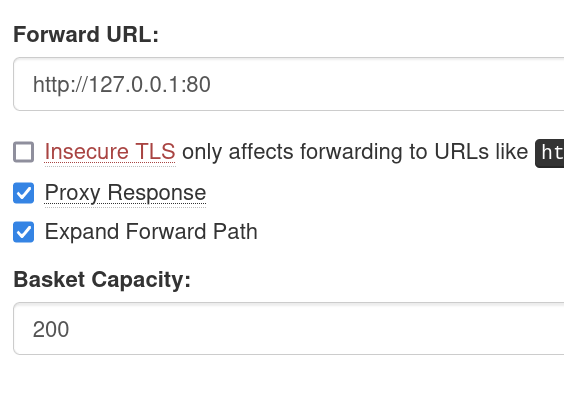 Forward URL:
http://127.0.0.1:80
Insecure TLS only affects forwarding to URLs like ht
Proxy Response
Expand Forward Path
Basket Capacity:
200